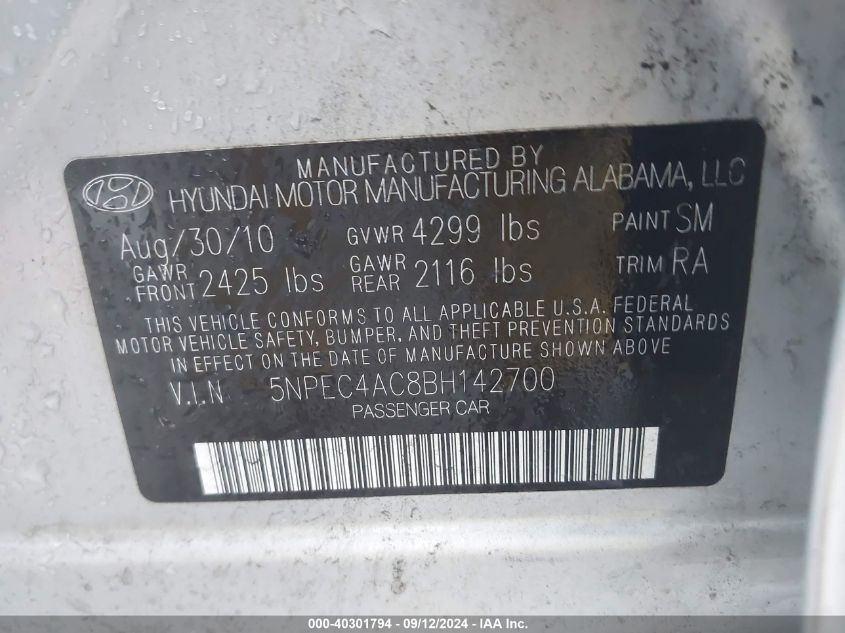 MANUFACTURED BY
HYUNDAI MOTOR MANUFACTURING ALABAMA, LLC
Aug/30/10 GVWR 4299 lbs PAINT SM
GAWR FRONT 2425 lbs GAWR REAR 2116 lbs TRIM RA
THIS VEHICLE CONFORMS TO ALL APPLICABLE U.S.A. FEDERAL
MOTOR VEHICLE SAFETY, BUMPER, AND THEFT PREVENTION STANDARDS
IN EFFECT ON THE DATE OF MANUFACTURE SHOWN ABOVE.
V.I.N 5NPEC4AC8BH142700
PASSENGER CAR
000-40301794 - 09/12/2024 - IAA Inc.